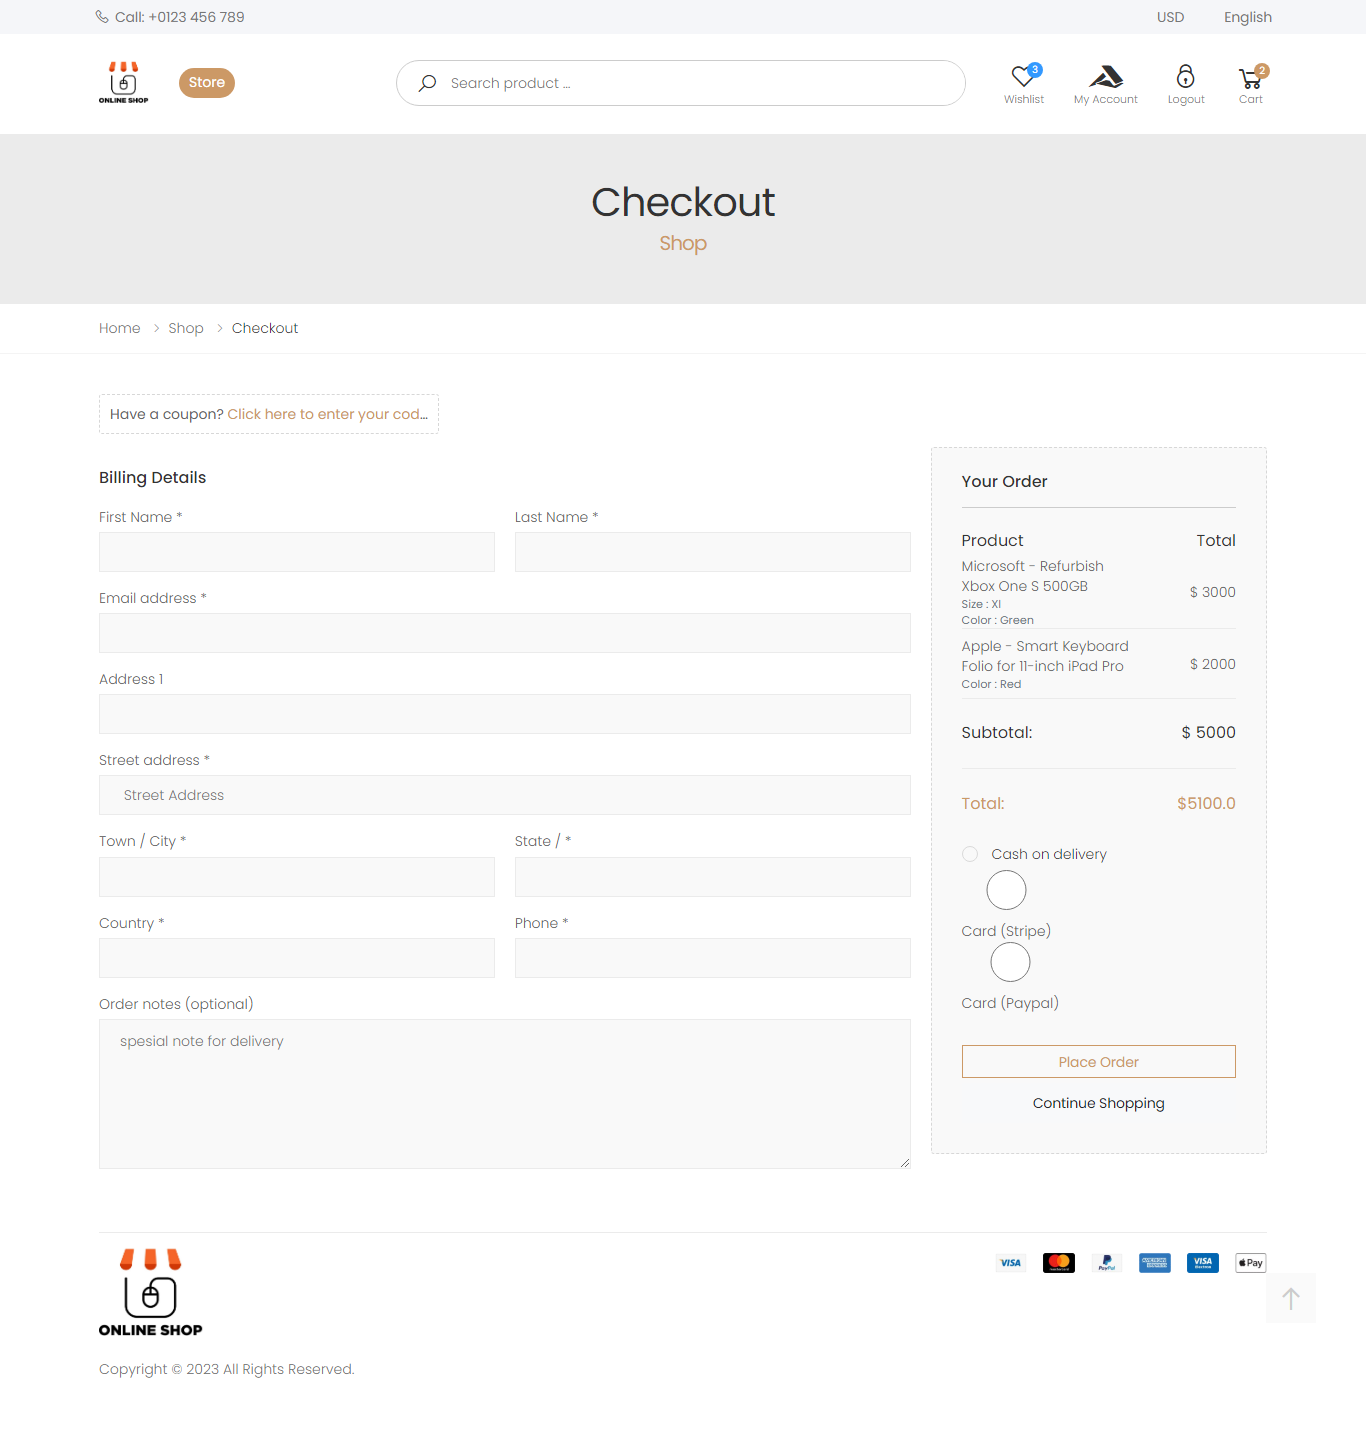 Call: +0123 456 789
USD
English
ONLINE SHOP
Store
Search product ...
3
2
Wishlist
My Account
Logout
Cart
Checkout
Shop
Home
Shop
Checkout
Have a coupon? Click here to enter your cod...
Billing Details
First Name *
Last Name *
Email address *
Address 1
Street address *
Street Address
Town / City *
State / *
Country *
Phone *
Order notes (optional)
spesial note for delivery
Your Order
Product
Total
Microsoft - Refurbish
Xbox One S 500GB
$ 3000
Size : Xl
Color : Green
Apple - Smart Keyboard
Folio for 11-inch iPad Pro
$ 2000
Color : Red
Subtotal:
$ 5000
Total:
$5100.0
Cash on delivery
Card (Stripe)
Card (Paypal)
Place Order
Continue Shopping
VISA
PayPal
VISA
Pay
ONLINE SHOP
Copyright © 2023 All Rights Reserved.